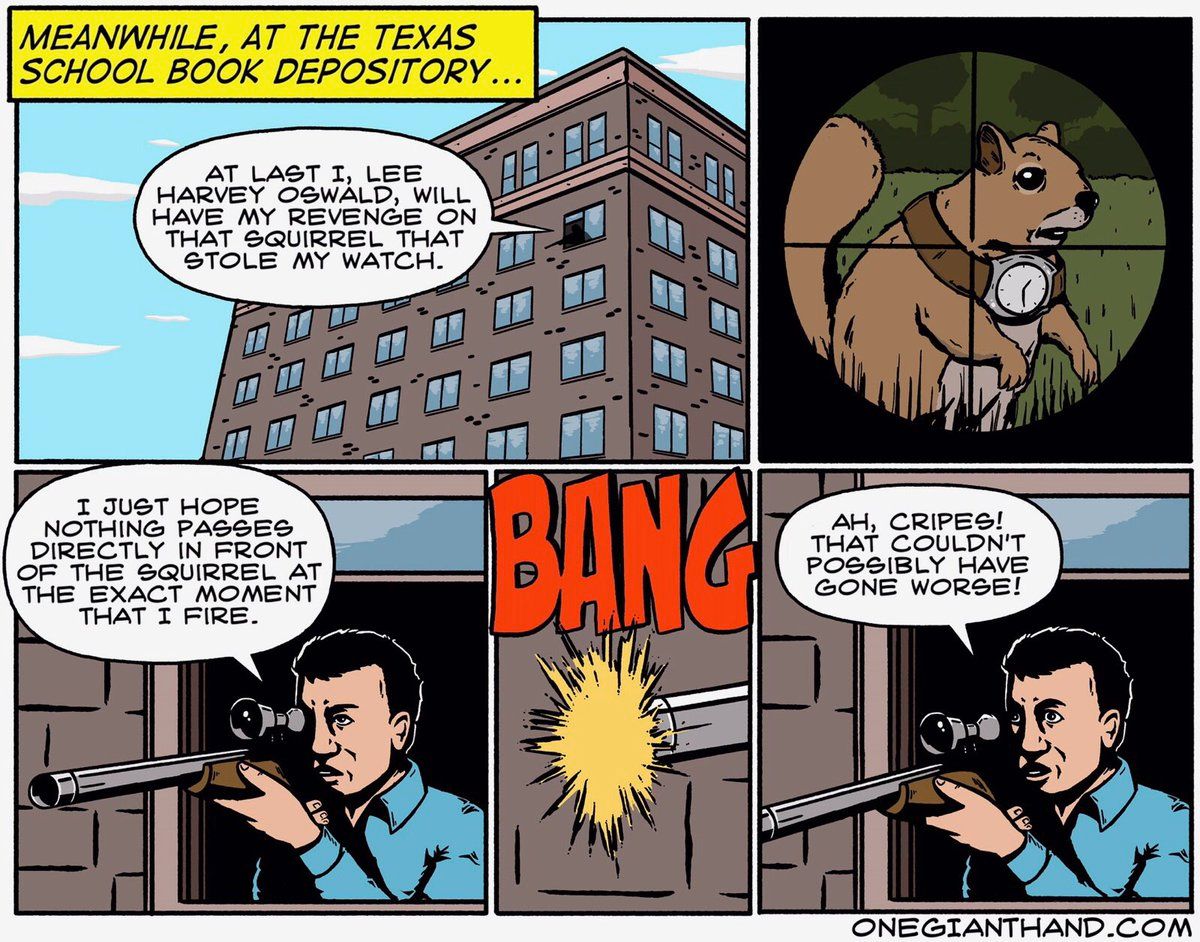 MEANWHILE, AT THE TEXAS
SCHOOL BOOK DEPOSITORY...
AT LAST I, LEE
HARVEY OSWALD, WILL
HAVE MY REVENGE ON
THAT SQUIRREL THAT
STOLE MY WATCH.
I JUST HOPE
NOTHING PASSES
DIRECTLY IN FRONT
OF THE SQUIRREL AT
THE EXACT MOMENT
THAT I FIRE.
BANG
AH, CRIPES!
THAT COULDN'T
POSSIBLY HAVE
GONE WORSE!
ONEGIANTHAND.COM